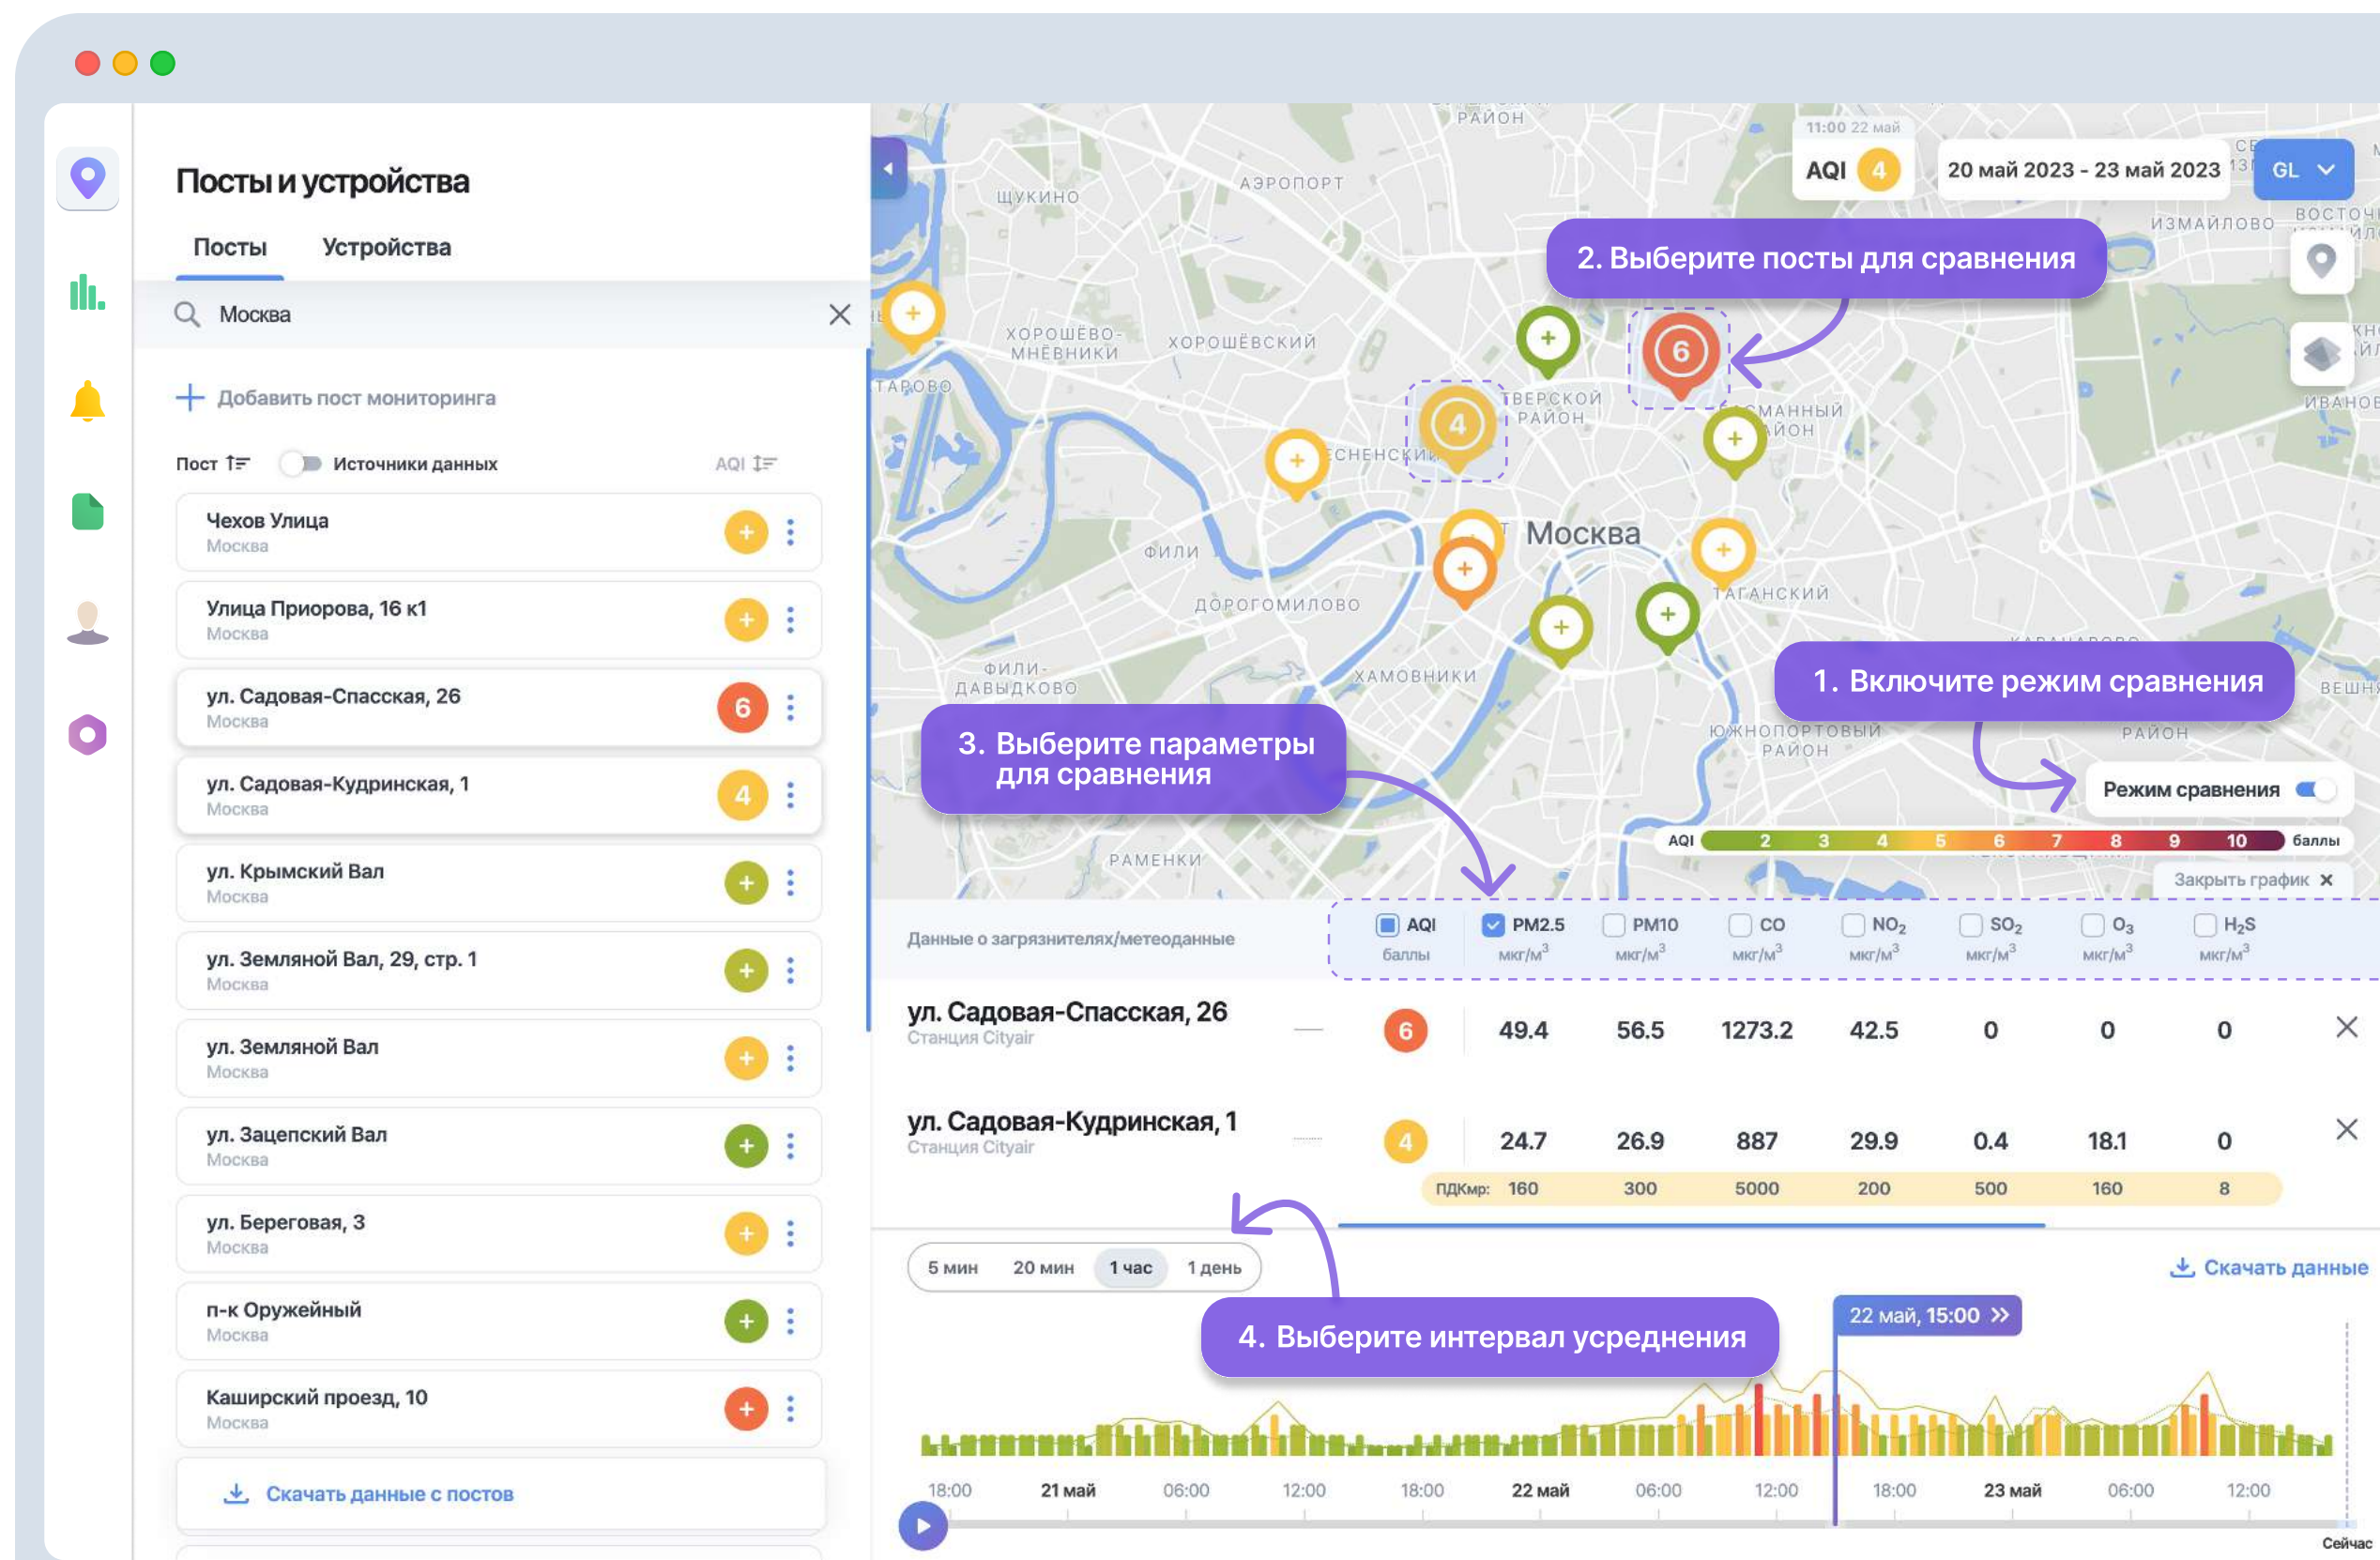 Посты и устройства
Посты
Устройства
Москва
Добавить пост мониторинга
Пост
Источники данных
AQI
Чехов Улица
Москва
+
Улица Приорова, 16 к1
Москва
+
ул. Садовая-Спасская, 26
Москва
6
ул. Садовая-Кудринская, 1
Москва
4
ул. Крымский Вал
Москва
+
ул. Земляной Вал, 29, стр. 1
Москва
+
ул. Земляной Вал
Москва
+
ул. Зацепский Вал
Москва
+
ул. Береговая, 3
Москва
+
п-к Оружейный
Москва
+
Каширский проезд, 10
Москва
+
Скачать данные с постов
РАЙОН
11:00 22 май
AQI 4
20 май 2023 - 23 май 2023
GL
ЩУКИНО
АЭРОПОРТ
ИЗМАЙЛОВО
2. Выберите посты для сравнения
ХОРОШЁВО-
МНЁВНИКИ
ХОРОШЁВСКИЙ
6
4
ТВЕРСКОЙ
РАЙОН
Москва
ФИЛИ
ДОРОГОМИЛОВО
ТАГАНСКИЙ
ФИЛИ-
ДАВЫДКОВО
ХАМОВНИКИ
1. Включите режим сравнения
3. Выберите параметры
для сравнения
ЮЖНОПОРТОВЫЙ
РАЙОН
РАЙОН
Режим сравнения
РАМЕНКИ
AQI 2 3 4 5 6 7 8 9 10 баллы
Закрыть график ×
Данные о загрязнителях/метеоданные
AQI PM2.5 PM10 CO NO₂ SO₂ O₃ H₂S
баллы мкг/м³ мкг/м³ мкг/м³ мкг/м³ мкг/м³ мкг/м³ мкг/м³
ул. Садовая-Спасская, 26
Станция Cityair
6 49.4 56.5 1273.2 42.5 0 0 0
ул. Садовая-Кудринская, 1
Станция Cityair
4 24.7 26.9 887 29.9 0.4 18.1 0
ПДКмр: 160 300 5000 200 500 160 8
5 мин 20 мин 1 час 1 день
Скачать данные
4. Выберите интервал усреднения
22 май, 15:00 »
18:00 21 май 06:00 12:00 18:00 22 май 06:00 12:00 18:00 23 май 06:00 12:00
Сейчас